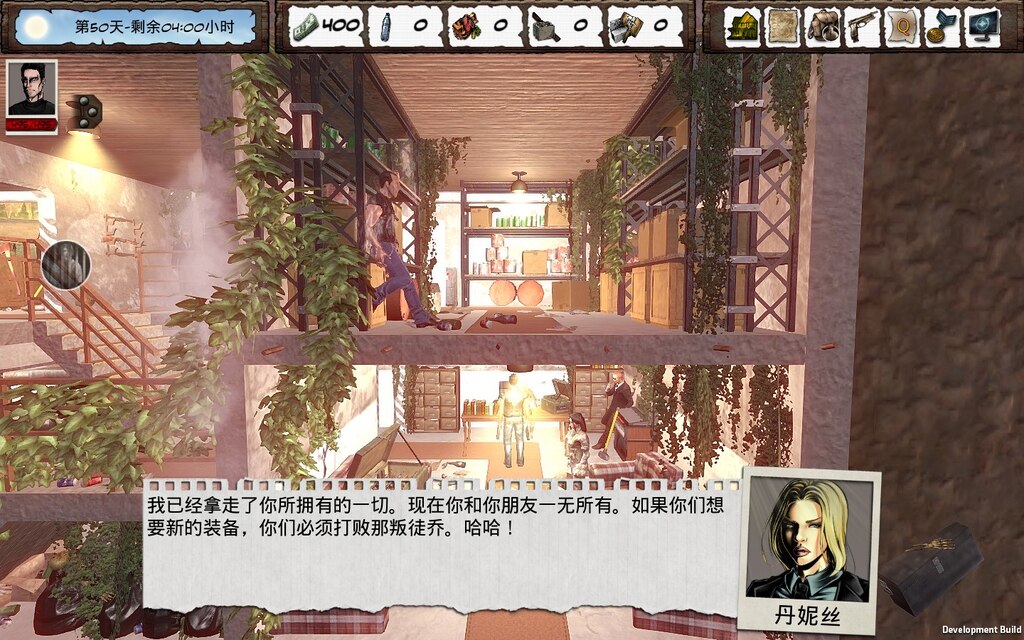 第50天-剩余04:00小时
400
0
0
0
0
Q
我已经拿走了你所拥有的一切。现在你和你朋友一无所有。如果你们想
要新的装备，你们必须打败那叛徒乔。哈哈！
丹妮丝
Development Build